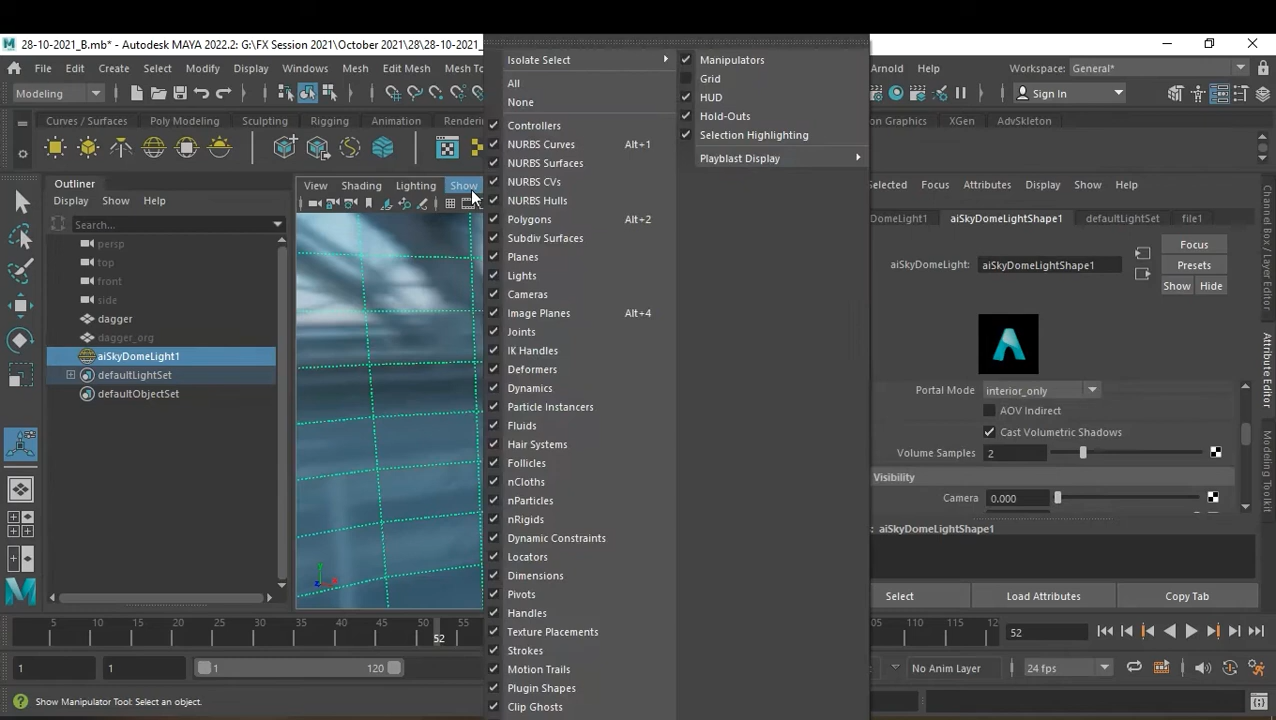 28-10-2021_B.mb* - Autodesk MAYA 2022.2: G:\FX Session 2021\October 2021\28\28-10-2021_
File Edit Create Select Modify Display Windows Mesh Edit Mesh Mesh To
Arnold Help Workspace: General*
Modeling
Sign In
Curves / Surfaces Poly Modeling Sculpting Rigging Animation Renderin
n Graphics XGen AdvSkeleton
Outliner
Display Show Help
Search...
persp
top
front
side
dagger
dagger_org
aiSkyDomeLight1
defaultLightSet
defaultObjectSet
View Shading Lighting Show
Isolate Select
All
None
Controllers
NURBS Curves Alt+1
NURBS Surfaces
NURBS CVs
NURBS Hulls
Polygons Alt+2
Subdiv Surfaces
Planes
Lights
Cameras
Image Planes Alt+4
Joints
IK Handles
Deformers
Dynamics
Particle Instancers
Fluids
Hair Systems
Follicles
nCloths
nParticles
nRigids
Dynamic Constraints
Locators
Dimensions
Pivots
Handles
Texture Placements
Strokes
Motion Trails
Plugin Shapes
Clip Ghosts
Manipulators
Grid
HUD
Hold-Outs
Selection Highlighting
Playblast Display
Selected Focus Attributes Display Show Help
DomeLight1 aiSkyDomeLightShape1 defaultLightSet file1
aiSkyDomeLight: aiSkyDomeLightShape1
Focus
Presets
Show Hide
Portal Mode interior_only
AOV Indirect
Cast Volumetric Shadows
Volume Samples 2
Visibility
Camera 0.000
: aiSkyDomeLightShape1
Select Load Attributes Copy Tab
Channel Box / Layer Editor
Attribute Editor
Modeling Toolkit
z x
5 10 15 20 25 30 35 40 45 50 55
52
05 110 115 12
52
1 1 1 120
No Anim Layer 24 fps
Show Manipulator Tool: Select an object.